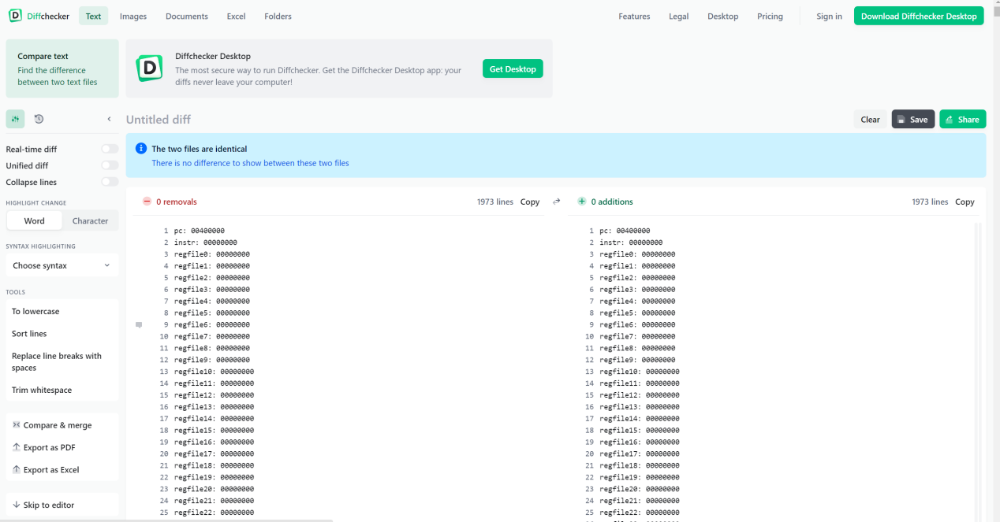 Diffchecker
Text
Images
Documents
Excel
Folders
Features
Legal
Desktop
Pricing
Sign in
Download Diffchecker Desktop
Compare text
Find the difference
between two text files
D
Diffchecker Desktop
The most secure way to run Diffchecker. Get the Diffchecker Desktop app: your
diffs never leave your computer!
Get Desktop
Untitled diff
Clear
Save
Share
Real-time diff
Unified diff
Collapse lines
HIGHLIGHT CHANGE
Word
Character
SYNTAX HIGHLIGHTING
Choose syntax
TOOLS
To lowercase
Sort lines
Replace line breaks with
spaces
Trim whitespace
Compare & merge
Export as PDF
Export as Excel
Skip to editor
The two files are identical
There is no difference to show between these two files
0 removals
1973 lines
Copy
1 pc: 00400000
2 instr: 00000000
3 regfile0: 00000000
4 regfile1: 00000000
5 regfile2: 00000000
6 regfile3: 00000000
7 regfile4: 00000000
8 regfile5: 00000000
9 regfile6: 00000000
10 regfile7: 00000000
11 regfile8: 00000000
12 regfile9: 00000000
13 regfile10: 00000000
14 regfile11: 00000000
15 regfile12: 00000000
16 regfile13: 00000000
17 regfile14: 00000000
18 regfile15: 00000000
19 regfile16: 00000000
20 regfile17: 00000000
21 regfile18: 00000000
22 regfile19: 00000000
23 regfile20: 00000000
24 regfile21: 00000000
25 regfile22: 00000000
0 additions
1973 lines
Copy
1 pc: 00400000
2 instr: 00000000
3 regfile0: 00000000
4 regfile1: 00000000
5 regfile2: 00000000
6 regfile3: 00000000
7 regfile4: 00000000
8 regfile5: 00000000
9 regfile6: 00000000
10 regfile7: 00000000
11 regfile8: 00000000
12 regfile9: 00000000
13 regfile10: 00000000
14 regfile11: 00000000
15 regfile12: 00000000
16 regfile13: 00000000
17 regfile14: 00000000
18 regfile15: 00000000
19 regfile16: 00000000
20 regfile17: 00000000
21 regfile18: 00000000
22 regfile19: 00000000
23 regfile20: 00000000
24 regfile21: 00000000
25 regfile22: 00000000